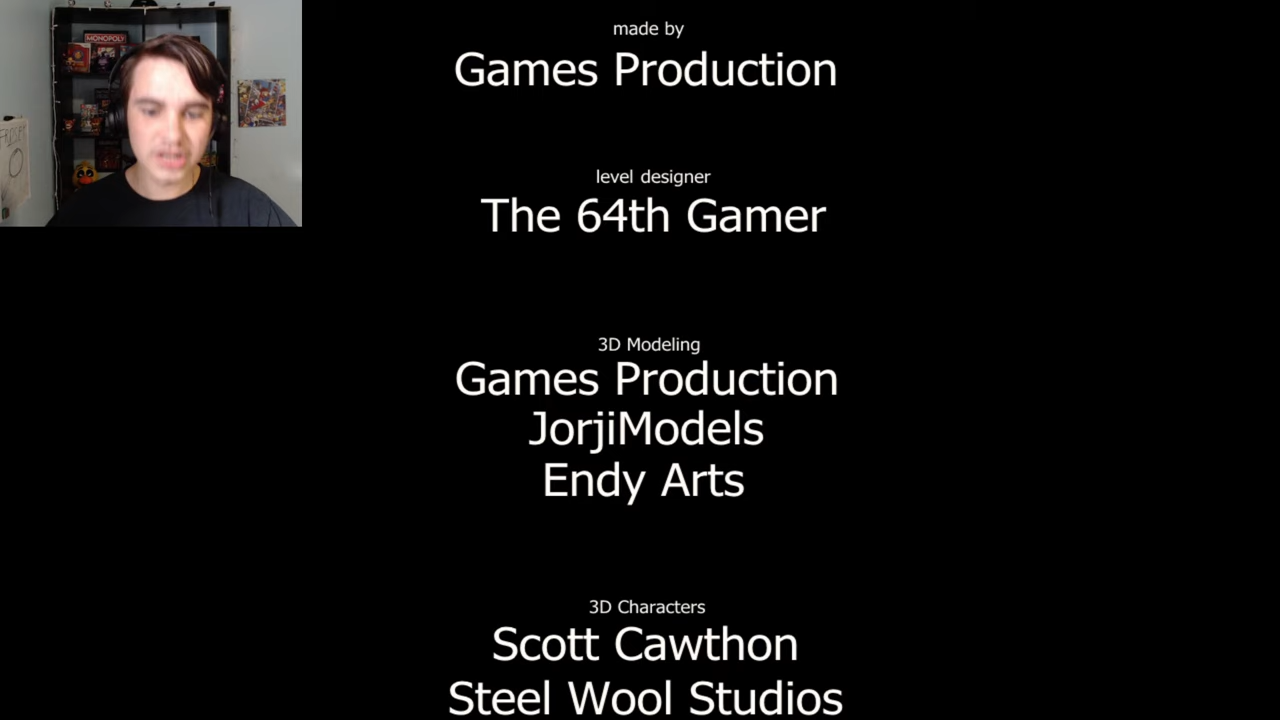 MONOPOLY
made by
Games Production
level designer
The 64th Gamer
3D Modeling
Games Production
JorjiModels
Endy Arts
3D Characters
Scott Cawthon
Steel Wool Studios